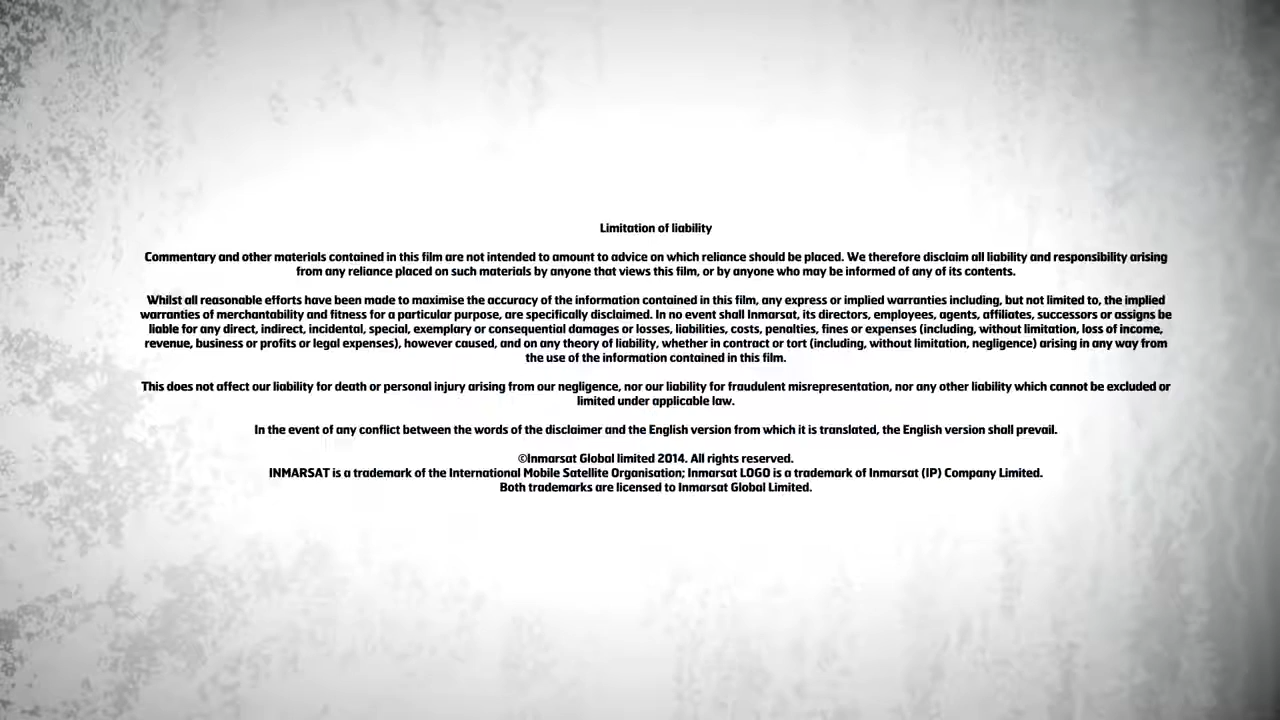 Limitation of liability
Commentary and other materials contained in this film are not intended to amount to advice on which reliance should be placed. We therefore disclaim all liability and responsibility arising
from any reliance placed on such materials by anyone that views this film, or by anyone who may be informed of any of its contents.
Whilst all reasonable efforts have been made to maximise the accuracy of the information contained in this film, any express or implied warranties including, but not limited to, the implied
warranties of merchantability and fitness for a particular purpose, are specifically disclaimed. In no event shall Inmarsat, its directors, employees, agents, affiliates, successors or assigns be
liable for any direct, indirect, incidental, special, exemplary or consequential damages or losses, liabilities, costs, penalties, fines or expenses (including, without limitation, loss of income,
revenue, business or profits or legal expenses), however caused, and on any theory of liability, whether in contract or tort (including, without limitation, negligence) arising in any way from
the use of the information contained in this film.
This does not affect our liability for death or personal injury arising from our negligence, nor our liability for fraudulent misrepresentation, nor any other liability which cannot be excluded or
limited under applicable law.
In the event of any conflict between the words of the disclaimer and the English version from which it is translated, the English version shall prevail.
©Inmarsat Global limited 2014. All rights reserved.
INMARSAT is a trademark of the International Mobile Satellite Organisation; Inmarsat LOGO is a trademark of Inmarsat (IP) Company Limited.
Both trademarks are licensed to Inmarsat Global Limited.